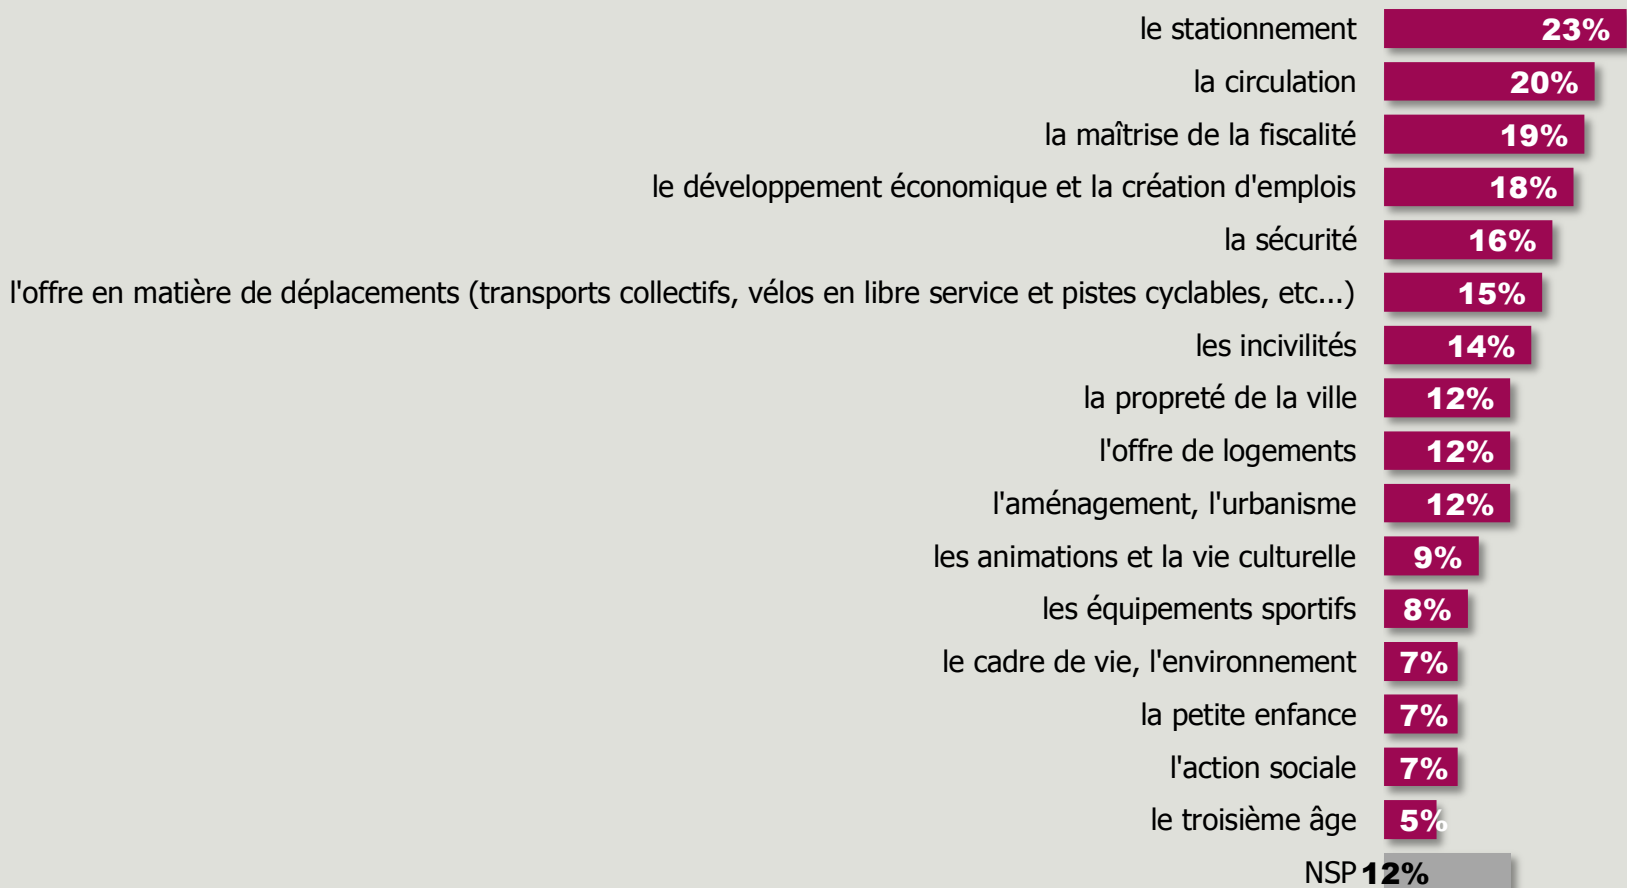 le stationnement 23%
la circulation 20%
la maîtrise de la fiscalité 19%
le développement économique et la création d'emplois 18%
la sécurité 16%
l'offre en matière de déplacements (transports collectifs, vélos en libre service et pistes cyclables, etc...) 15%
les incivilités 14%
la propreté de la ville 12%
l'offre de logements 12%
l'aménagement, l'urbanisme 12%
les animations et la vie culturelle 9%
les équipements sportifs 8%
le cadre de vie, l'environnement 7%
la petite enfance 7%
l'action sociale 7%
le troisième âge 5%
NSP 12%